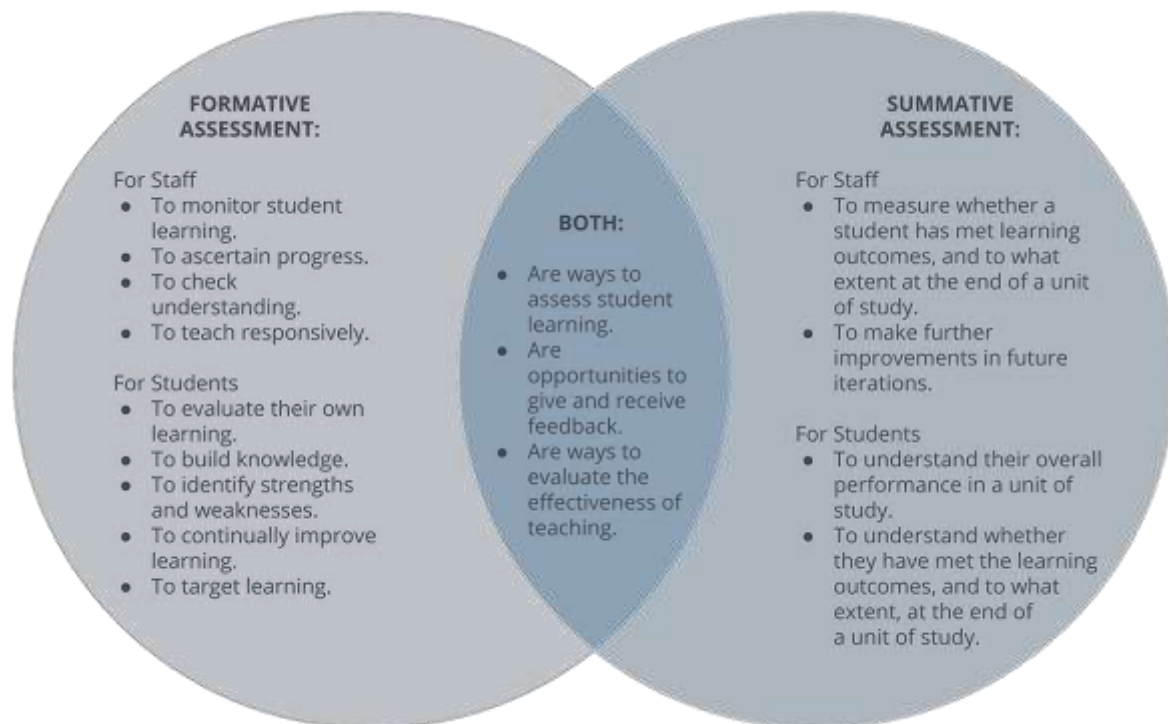 FORMATIVE
ASSESSMENT:
For Staff
● To monitor student
learning.
● To ascertain progress.
● To check
understanding.
● To teach responsively.
For Students
● To evaluate their own
learning.
● To build knowledge.
● To identify strengths
and weaknesses.
● To continually improve
learning.
● To target learning.
BOTH:
● Are ways to
assess student
learning.
● Are
opportunities to
give and receive
feedback.
● Are ways to
evaluate the
effectiveness of
teaching.
SUMMATIVE
ASSESSMENT:
For Staff
● To measure whether a
student has met learning
outcomes, and to what
extent at the end of a unit
of study.
● To make further
improvements in future
iterations.
For Students
● To understand their overall
performance in a unit of
study.
● To understand whether
they have met the learning
outcomes, and to what
extent, at the end of
a unit of study.